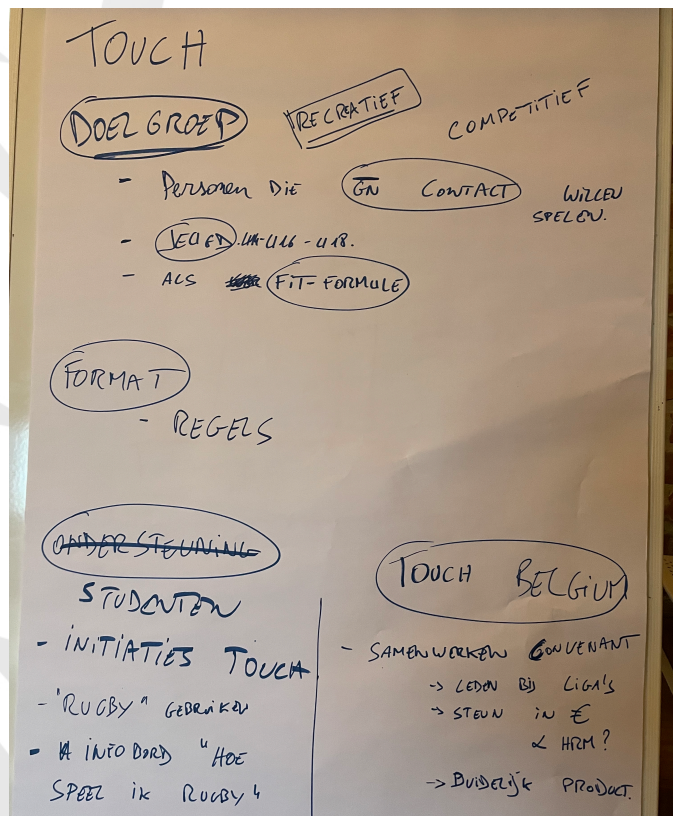 TOUCH
DOELGROEP RECREATIEF COMPETITIEF
- Personen DIE GN CONTACT WILLEN SPELEN.
- JEUGD -U16-U18.
- ALS FIT-FORMULE
FORMAT
- REGELS
ONDERSTEUNING
STUDENTEN
- INITIATIES TOUCH
- "RUGBY" GEBRUIKEN
- INFOBORD "HOE
SPEEL IK RUGBY"
TOUCH BELGIUM
- SAMENWERKEN CONVENANT
-> LEDEN BIJ LIGA'S
-> STEUN IN €
& HRM?
-> DUIDELIJK PRODUCT.